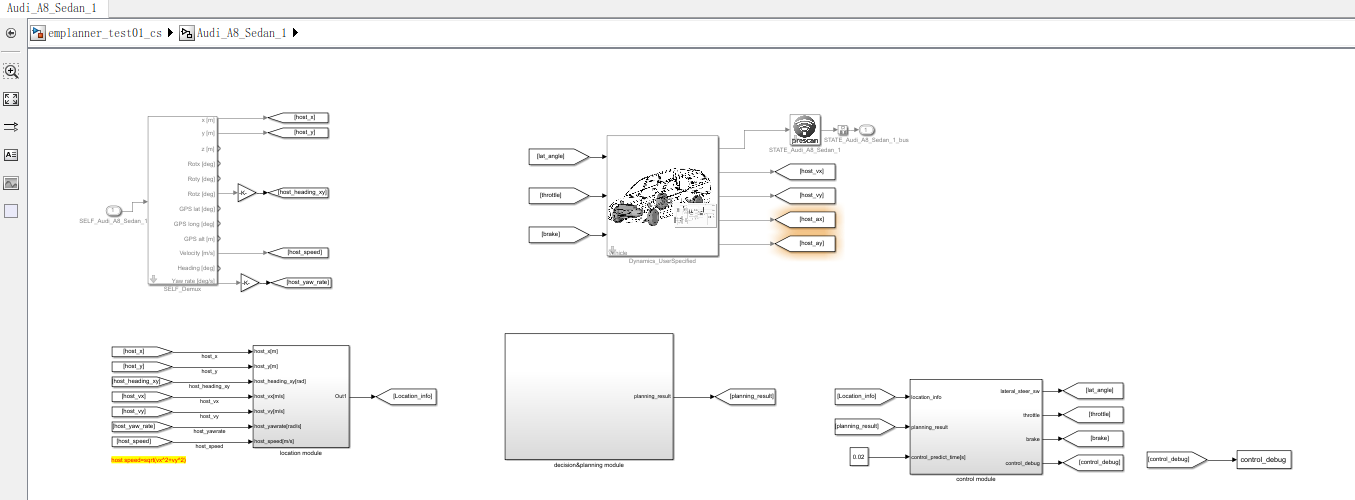 Audi_A8_Sedan_1
emplanner_test01_cs
Audi_A8_Sedan_1
x [m]
[host_x]
y [m]
[host_y]
z [m]
Rotx [deg]
Roty [deg]
Rotz [deg]
-K-
[host_heading_xy]
1
SELF_Audi_A8_Sedan_1
GPS lat [deg]
GPS long [deg]
GPS alt [m]
Velocity [m/s]
[host_speed]
Heading [deg]
Yaw rate [deg/s]
-K-
[host_yaw_rate]
SELF_Demux
[lat_angle]
[throttle]
[brake]
Vehicle
Dynamics_UserSpecified
prescan
STATE_Audi_A8_Sedan_1
1
STATE_Audi_A8_Sedan_1_bus
[host_vx]
[host_vy]
[host_ax]
[host_ay]
[host_x]
host_x
host_x[m]
[host_y]
host_y
host_y[m]
[host_heading_xy]
host_heading_xy
host_heading_xy[rad]
[host_vx]
host_vx
host_vx[m/s]
[host_vy]
host_vy
host_vy[m/s]
[host_yaw_rate]
host_yawrate
host_yawrate[rad/s]
[host_speed]
host_speed
host_speed[m/s]
Out1
[Location_info]
location module
host speed=sqrt(vx^2+vy^2)
planning_result
[planning_result]
decision&planning module
[Location_info]
location_info
[planning_result]
planning_result
0.02
control_predict_time[s]
lateral_steer_sw
[lat_angle]
throttle
[throttle]
brake
[brake]
control_debug
[control_debug]
control module
[control_debug]
control_debug